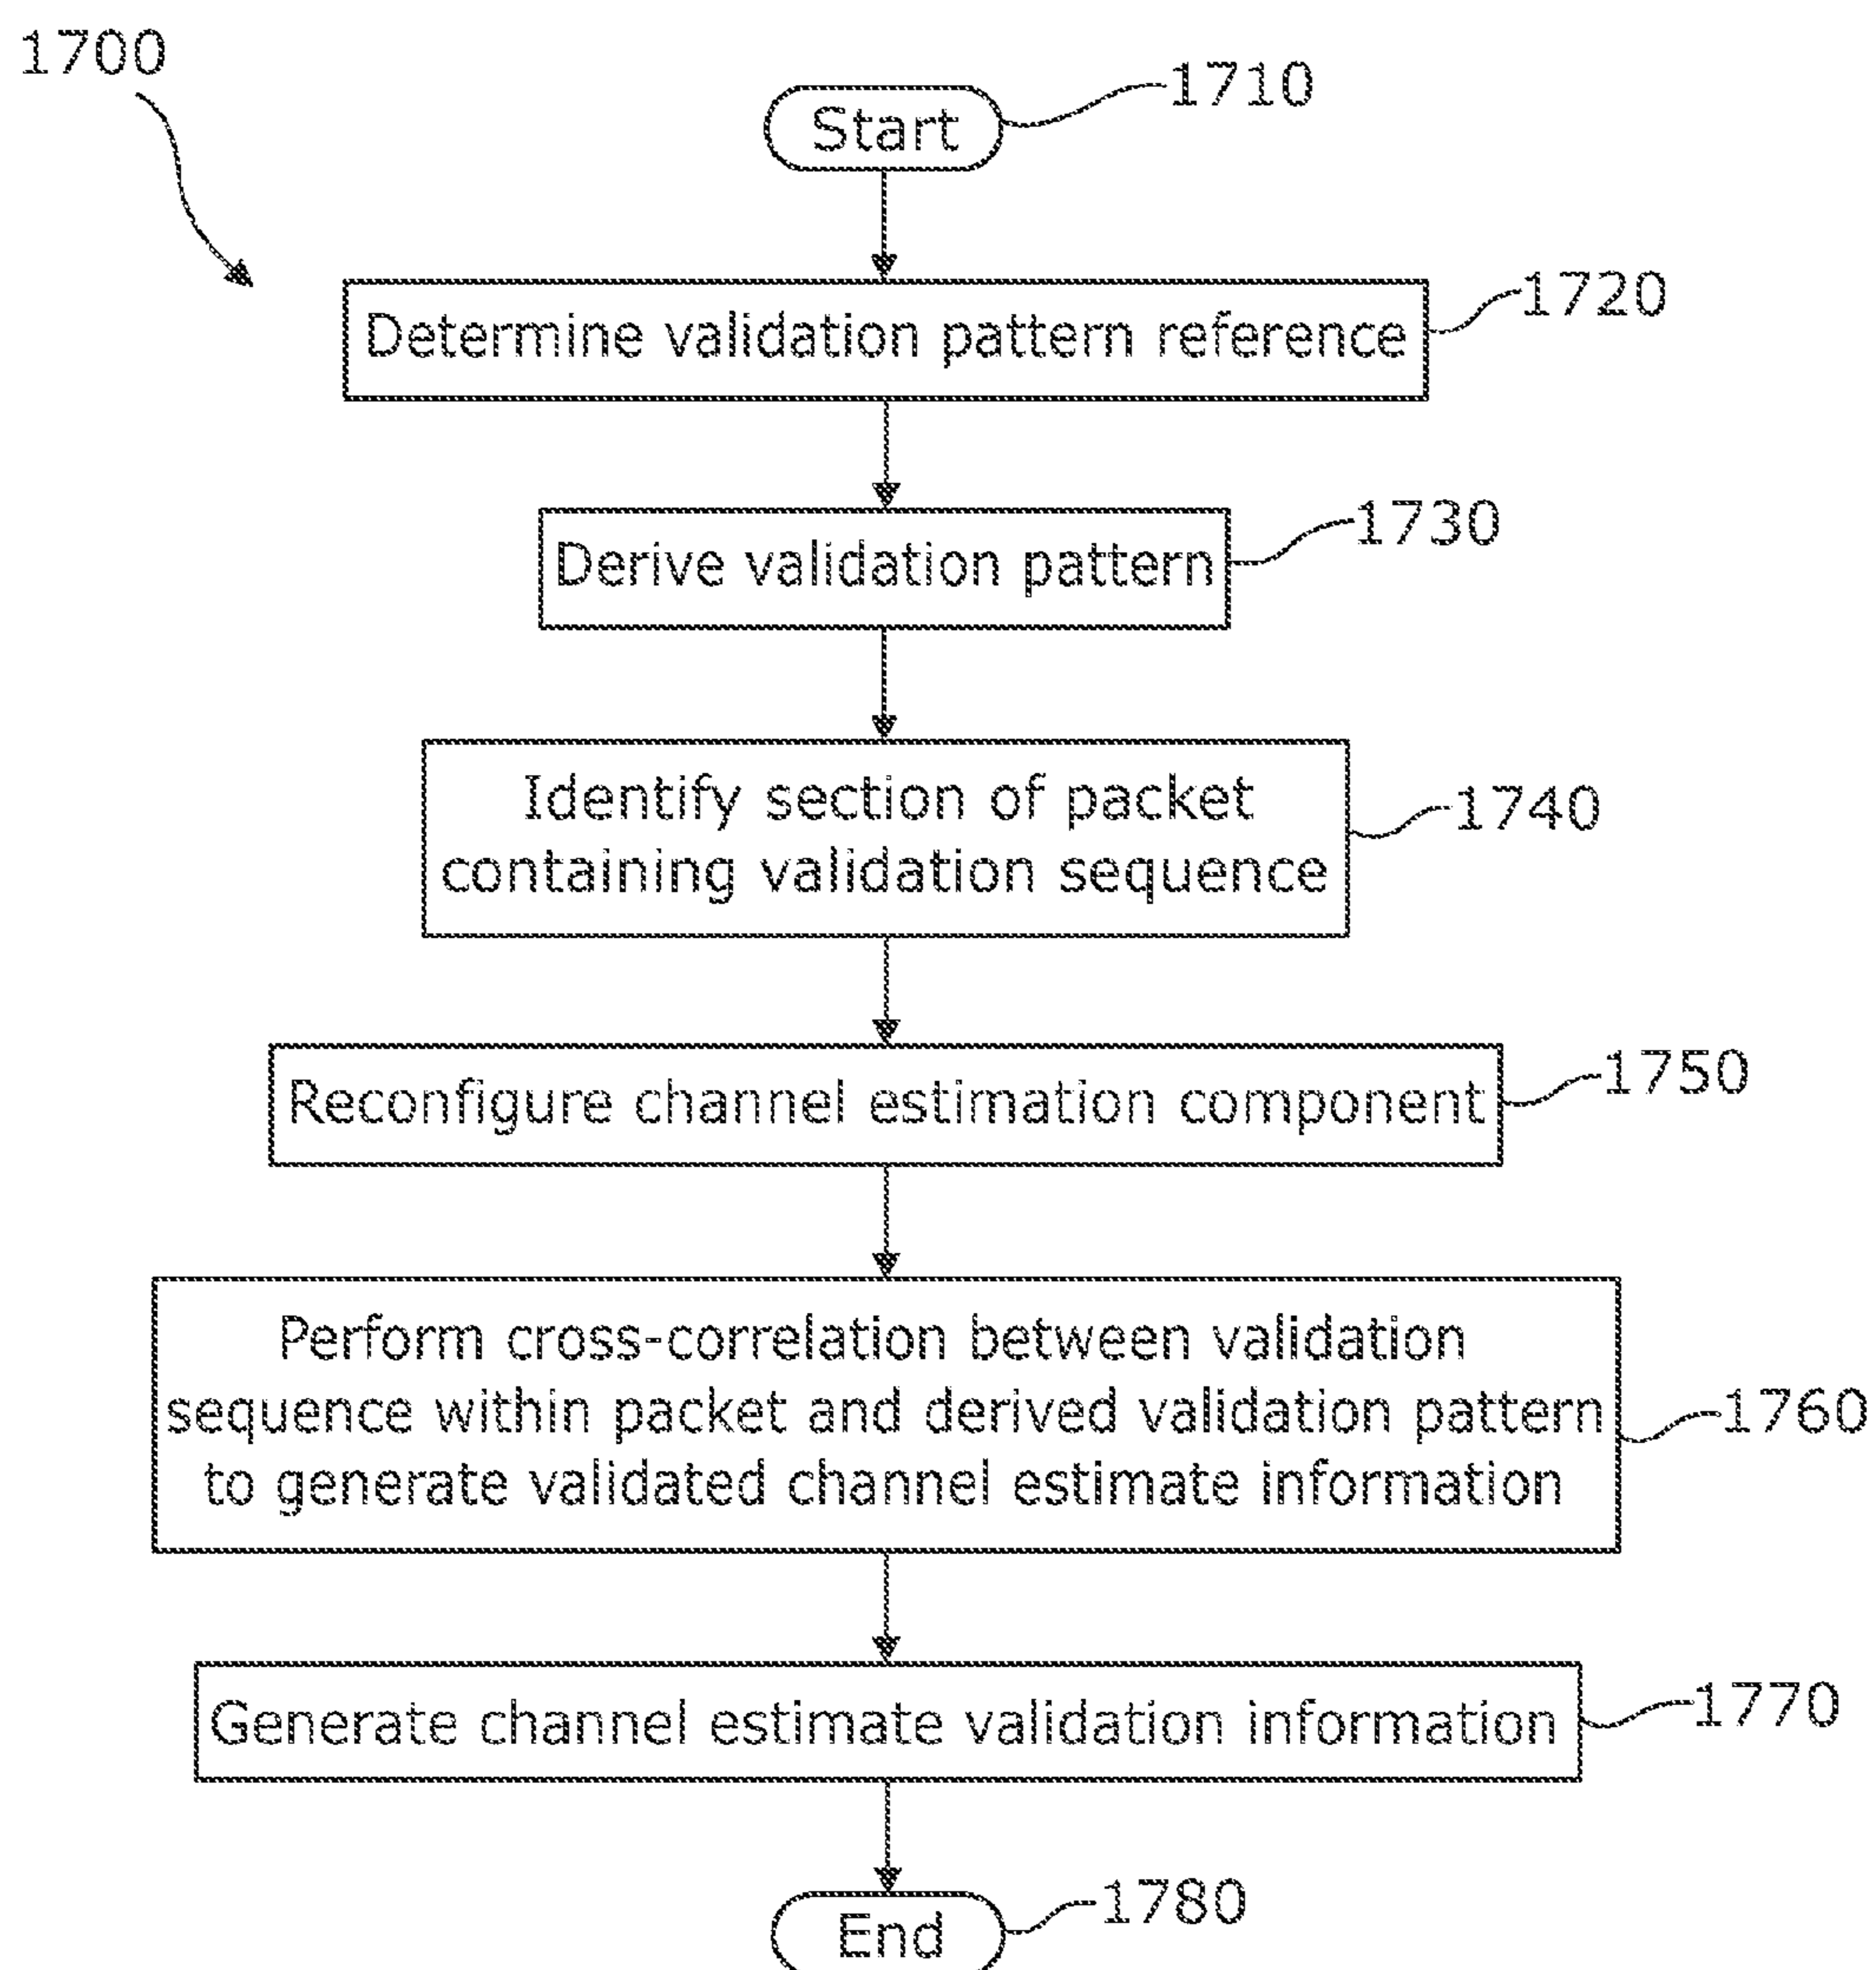 1700
Start
1710
Determine validation pattern reference
1720
Derive validation pattern
1730
Identify section of packet
containing validation sequence
1740
Reconfigure channel estimation component
1750
Perform cross-correlation between validation
sequence within packet and derived validation pattern
to generate validated channel estimate information
1760
Generate channel estimate validation information
1770
End
1780